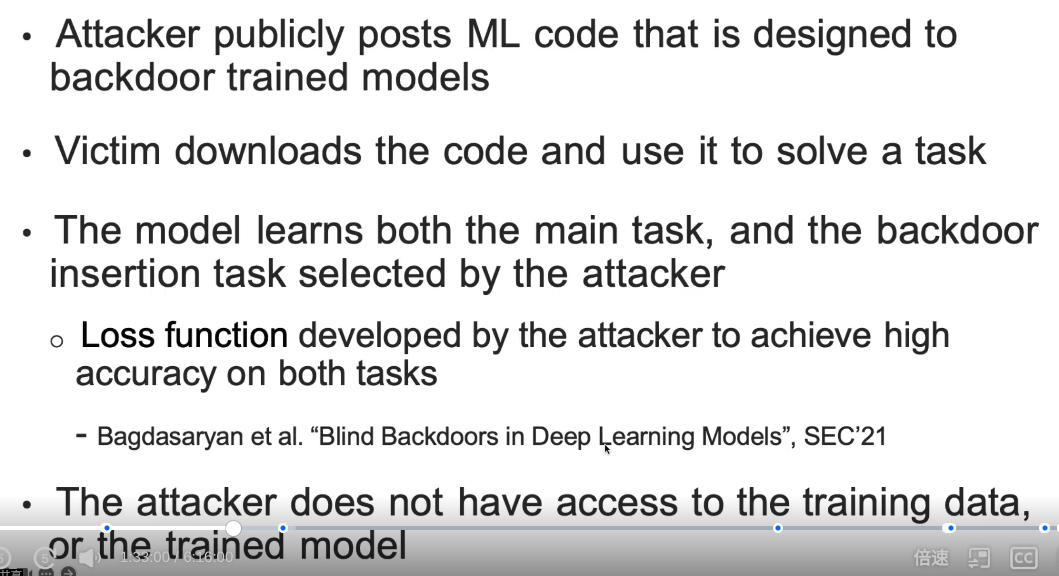 • Attacker publicly posts ML code that is designed to
backdoor trained models
• Victim downloads the code and use it to solve a task
• The model learns both the main task, and the backdoor
insertion task selected by the attacker
○ Loss function developed by the attacker to achieve high
accuracy on both tasks
- Bagdasaryan et al. “Blind Backdoors in Deep Learning Models”, SEC’21
• The attacker does not have access to the training data,
or the trained model
1:33:00 / 6:16:00
倍速
CC